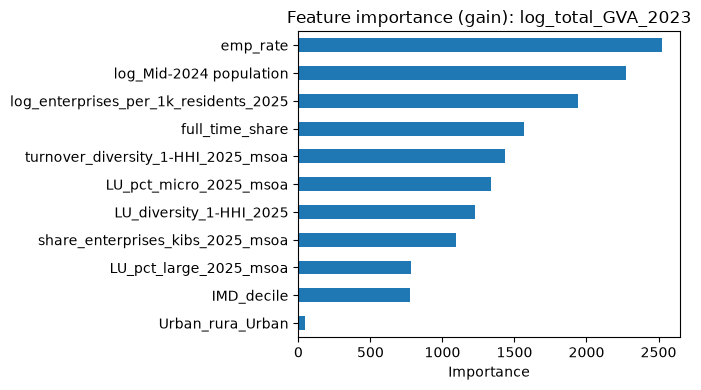 Feature importance (gain): log_total_GVA_2023
emp_rate
log_Mid-2024 population
log_enterprises_per_1k_residents_2025
full_time_share
turnover_diversity_1-HHI_2025_msoa
LU_pct_micro_2025_msoa
LU_diversity_1-HHI_2025
share_enterprises_kibs_2025_msoa
LU_pct_large_2025_msoa
IMD_decile
Urban_rura_Urban
0 500 1000 1500 2000 2500
Importance